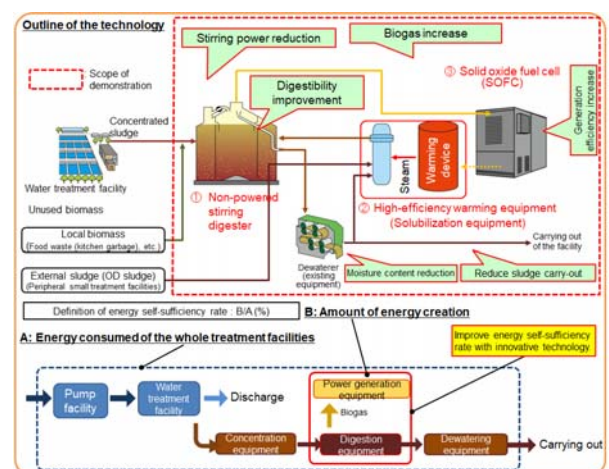 Outline of the technology
Stirring power reduction
Biogas increase
Scope of
demonstration
Digestibility
improvement
③ Solid oxide fuel cell
(SOFC)
Generation
efficiency increase
Concentrated
sludge
Water treatment facility
Steam
Warming
device
① Non-powered
stirring
digester
② High-efficiency warming equipment
(Solubilization equipment)
Unused biomass
Local biomass
(Food waste (kitchen garbage), etc.)
External sludge (OD sludge)
(Peripheral small treatment facilities)
Dewaterer
(existing
equipment)
Carrying out
of the facility
Moisture content reduction
Reduce sludge carry-out
Definition of energy self-sufficiency rate : B/A (%)
B: Amount of energy creation
A: Energy consumed of the whole treatment facilities
Improve energy self-sufficiency
rate with innovative technology.
Pump
facility
Water
treatment
facility
Discharge
Power generation
equipment
Biogas
Concentration
equipment
Digestion
equipment
Dewatering
equipment
Carrying out